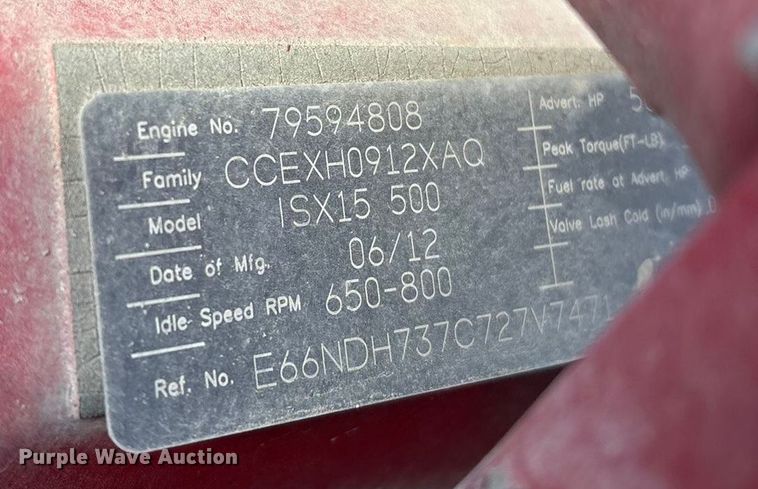 Engine No. 79594808
Family CCEXH0912XAQ
Model ISX15 500
Date of Mfg. 06/12
Idle Speed RPM 650-800
Ref. No.
Advert. HP
Peak Torque(FT-LB)
Fuel rate at Advert. HP
Valve Lash Cold (in/mm)
Purple Wave Auction